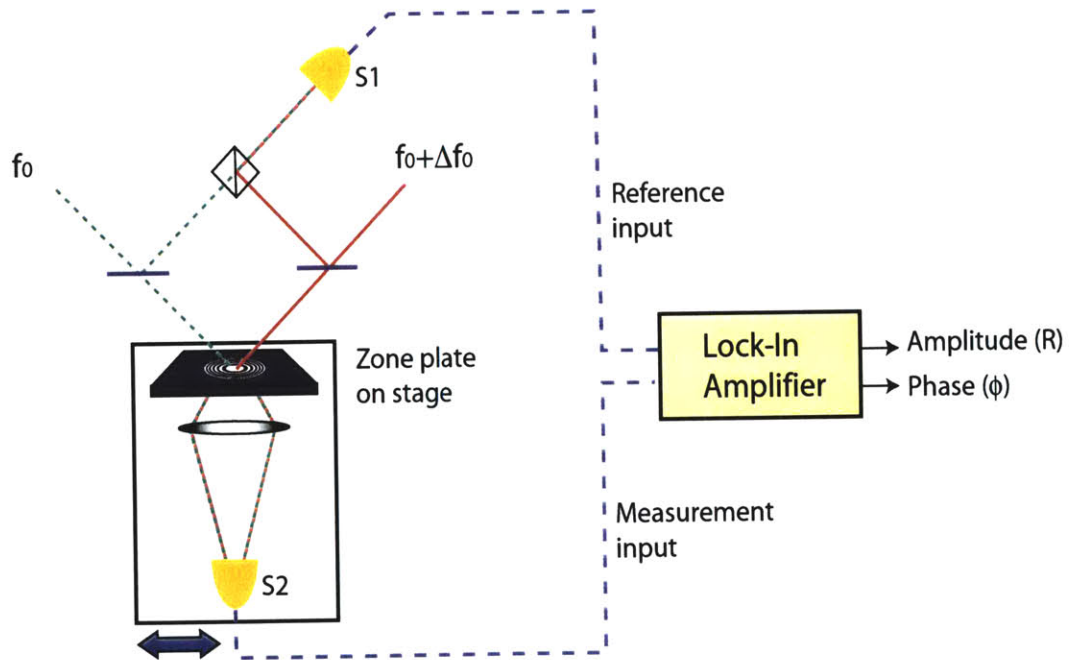 S1
f₀
f₀+Δf₀
Reference
input
Zone plate
on stage
Lock-In
Amplifier
Amplitude (R)
Phase (ϕ)
Measurement
input
S2